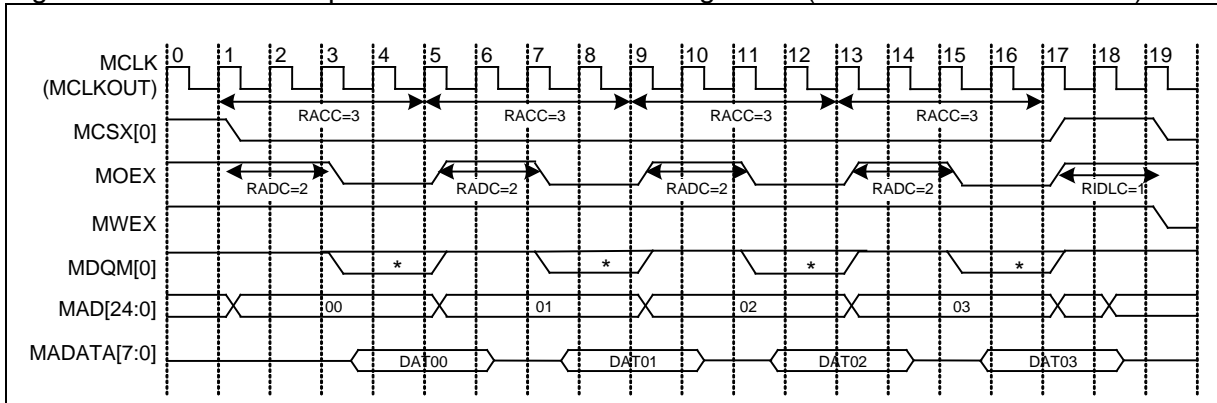 0 1 2 3 4 5 6 7 8 9 10 11 12 13 14 15 16 17 18 19
MCLK
(MCLKOUT)
RACC=3 RACC=3 RACC=3 RACC=3
MCSX[0]
MOEX
RADC=2 RADC=2 RADC=2 RADC=2 RIDLC=1
MWEX
MDQM[0] * * * *
MAD[24:0] 00 01 02 03
MADATA[7:0] DAT00 DAT01 DAT02 DAT03